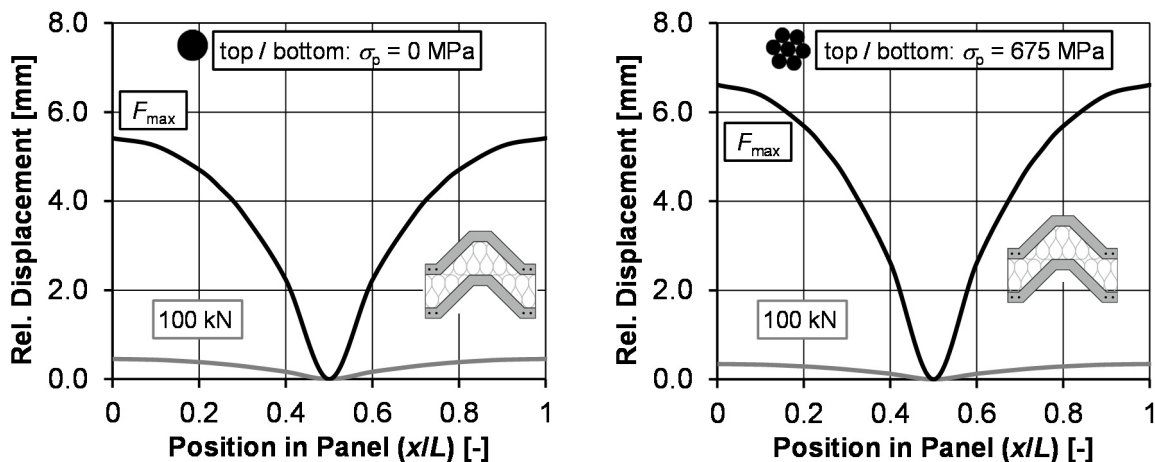 8.0
6.0
4.0
2.0
0.0
Rel. Displacement [mm]
top / bottom: σp = 0 MPa
Fmax
100 kN
0 0.2 0.4 0.6 0.8 1
Position in Panel (x/L) [-]
8.0
6.0
4.0
2.0
0.0
Rel. Displacement [mm]
top / bottom: σp = 675 MPa
Fmax
100 kN
0 0.2 0.4 0.6 0.8 1
Position in Panel (x/L) [-]